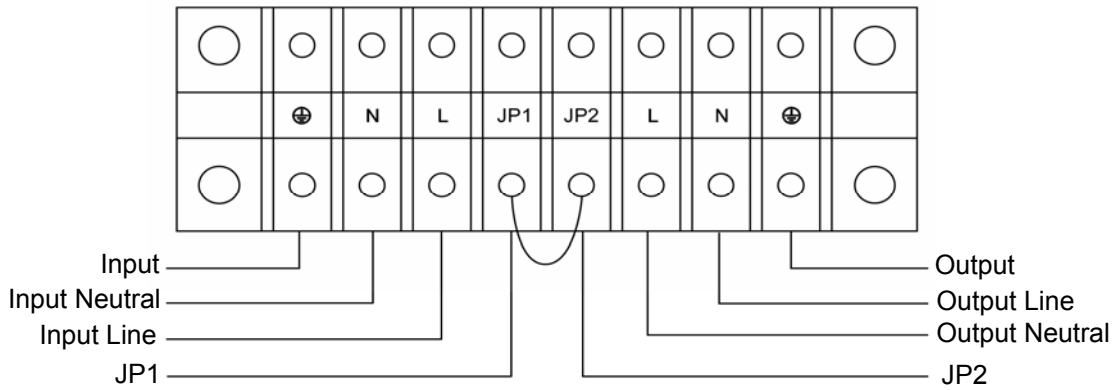 ⏚ N L JP1 JP2 L N ⏚
Input
Input Neutral
Input Line
JP1
Output
Output Line
Output Neutral
JP2